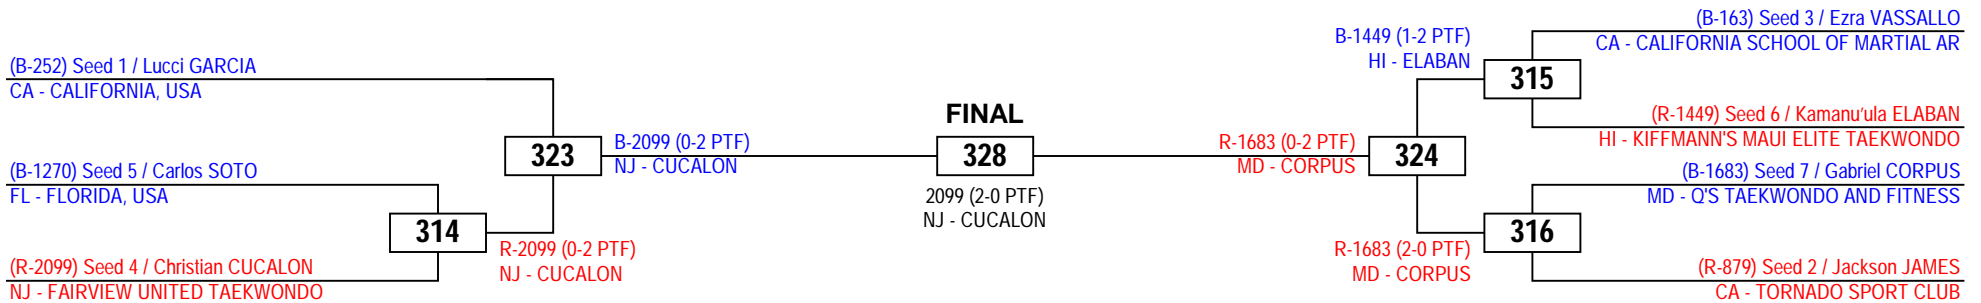 (B-252) Seed 1 / Lucci GARCIA
CA - CALIFORNIA, USA
(B-1270) Seed 5 / Carlos SOTO
FL - FLORIDA, USA
314
(R-2099) Seed 4 / Christian CUCALON
NJ - FAIRVIEW UNITED TAEKWONDO
R-2099 (0-2 PTF)
NJ - CUCALON
323
B-2099 (0-2 PTF)
NJ - CUCALON
FINAL
328
2099 (2-0 PTF)
NJ - CUCALON
R-1683 (0-2 PTF)
MD - CORPUS
324
B-1449 (1-2 PTF)
HI - ELABAN
R-1683 (2-0 PTF)
MD - CORPUS
(B-163) Seed 3 / Ezra VASSALLO
CA - CALIFORNIA SCHOOL OF MARTIAL AR
315
(R-1449) Seed 6 / Kamanu'ula ELABAN
HI - KIFFMANN'S MAUI ELITE TAEKWONDO
(B-1683) Seed 7 / Gabriel CORPUS
MD - Q'S TAEKWONDO AND FITNESS
316
(R-879) Seed 2 / Jackson JAMES
CA - TORNADO SPORT CLUB